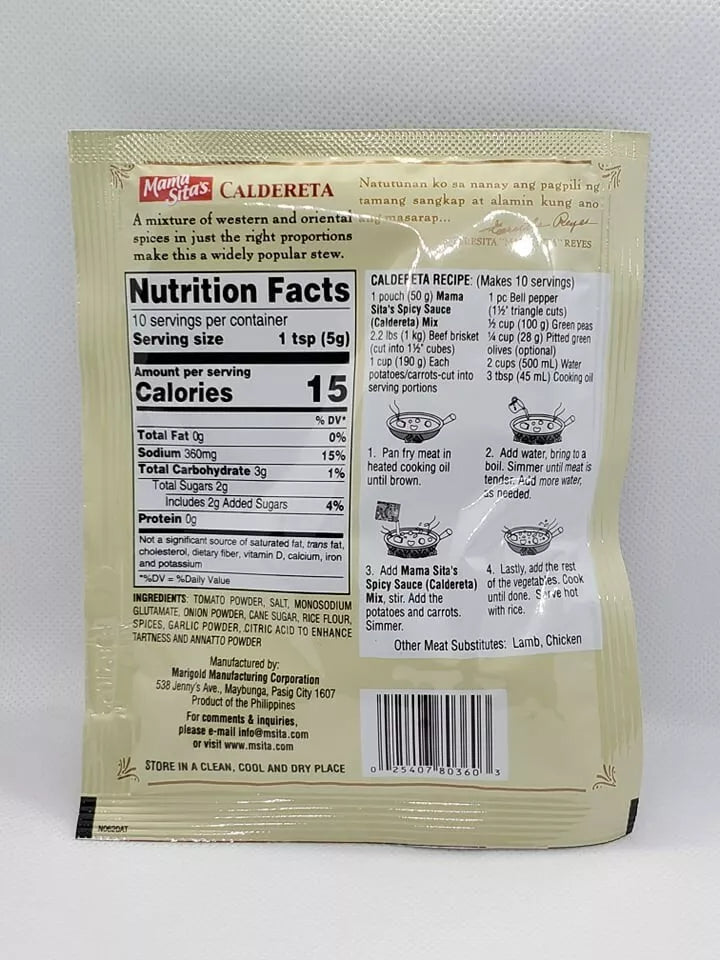 Mama Sita's CALDERETA
A mixture of western and oriental
spices in just the right proportions
make this a widely popular stew.
Natutunan ko sa nanay ang pagpili ng
tamang sangkap at alamin kung ano
ang masarap...
REYES
Nutrition Facts
10 servings per container
Serving size 1 tsp (5g)
Amount per serving
Calories 15
% DV*
Total Fat 0g 0%
Sodium 360mg 15%
Total Carbohydrate 3g 1%
Total Sugars 2g
Includes 2g Added Sugars 4%
Protein 0g
Not a significant source of saturated fat, trans fat,
cholesterol, dietary fiber, vitamin D, calcium, iron
and potassium
*%DV = %Daily Value
INGREDIENTS: TOMATO POWDER, SALT, MONOSODIUM
GLUTAMATE, ONION POWDER, CANE SUGAR, RICE FLOUR,
SPICES, GARLIC POWDER, CITRIC ACID TO ENHANCE
TARTNESS AND ANNATTO POWDER
Manufactured by:
Marigold Manufacturing Corporation
538 Jenny's Ave., Maybunga, Pasig City 1607
Product of the Philippines
For comments & inquiries,
please e-mail info@msita.com
or visit www.msita.com
STORE IN A CLEAN, COOL AND DRY PLACE
CALDERETA RECIPE: (Makes 10 servings)
1 pouch (50 g) Mama
Sita's Spicy Sauce
(Caldereta) Mix
2.2 lbs (1 kg) Beef brisket
(cut into 1½" cubes)
1 cup (190 g) Each
potatoes/carrots-cut into
serving portions
1 pc Bell pepper
(1½" triangle cuts)
½ cup (100 g) Green peas
¼ cup (28 g) Pitted green
olives (optional)
2 cups (500 mL) Water
3 tbsp (45 mL) Cooking oil
1. Pan fry meat in
heated cooking oil
until brown.
2. Add water, bring to a
boil. Simmer until meat is
tender. Add more water,
as needed.
3. Add Mama Sita's
Spicy Sauce (Caldereta)
Mix, stir. Add the
potatoes and carrots.
Simmer.
4. Lastly, add the rest
of the vegetables. Cook
until done. Serve hot
with rice.
Other Meat Substitutes: Lamb, Chicken
0 25407 80360 3
N062DAT